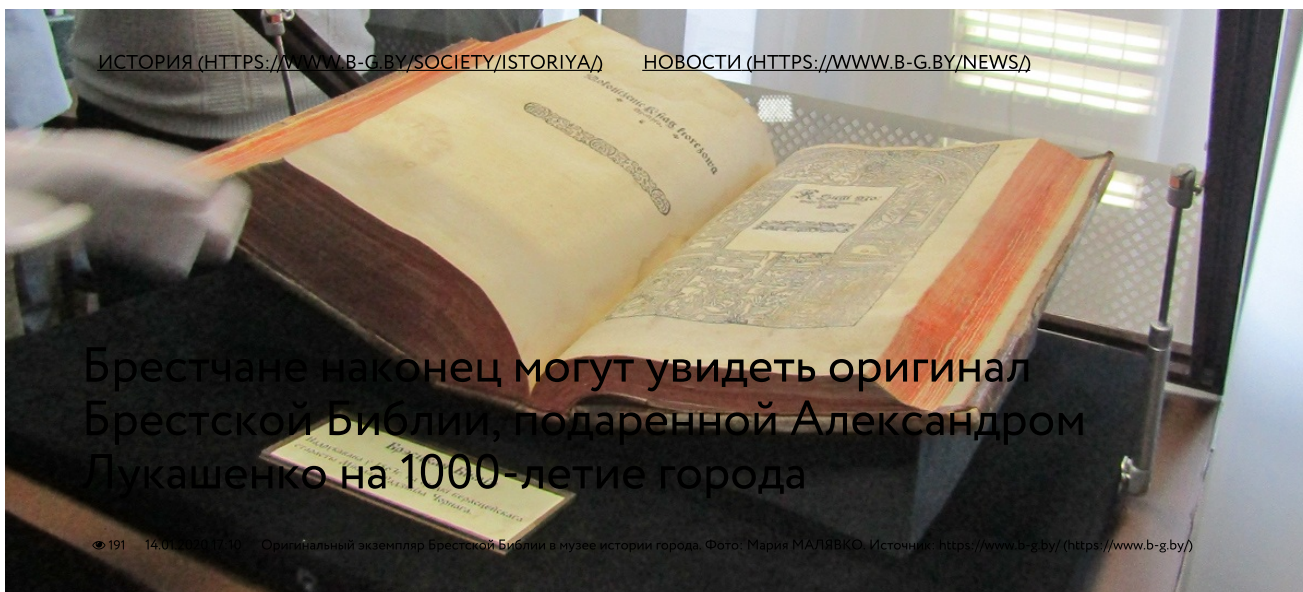 ИСТОРИЯ (HTTPS://WWW.B-G.BY/SOCIETY/ISTORIYA/) НОВОСТИ (HTTPS://WWW.B-G.BY/NEWS/)
Брестчане наконец могут увидеть оригинал
Брестской Библии, подаренной Александром
Лукашенко на 1000-летие города
191 14.01.2020 17:10 Оригинальный экземпляр Брестской Библии в музее истории города. Фото: Мария МАЛЯВКО. Источник https://www.b-g.by/ (https://www.b-g.by/)